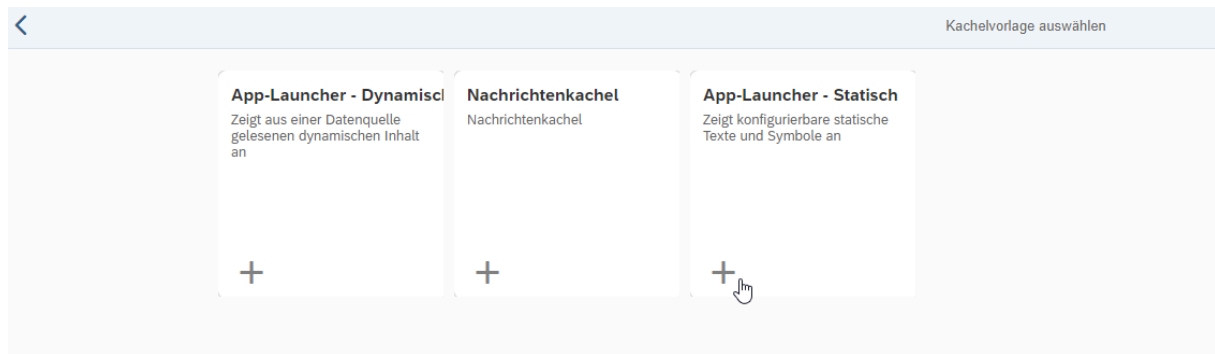 Kachelvorlage auswählen
App-Launcher - Dynamisch
Zeigt aus einer Datenquelle
gelesenen dynamischen Inhalt
an
Nachrichtenkachel
Nachrichtenkachel
App-Launcher - Statisch
Zeigt konfigurierbare statische
Texte und Symbole an